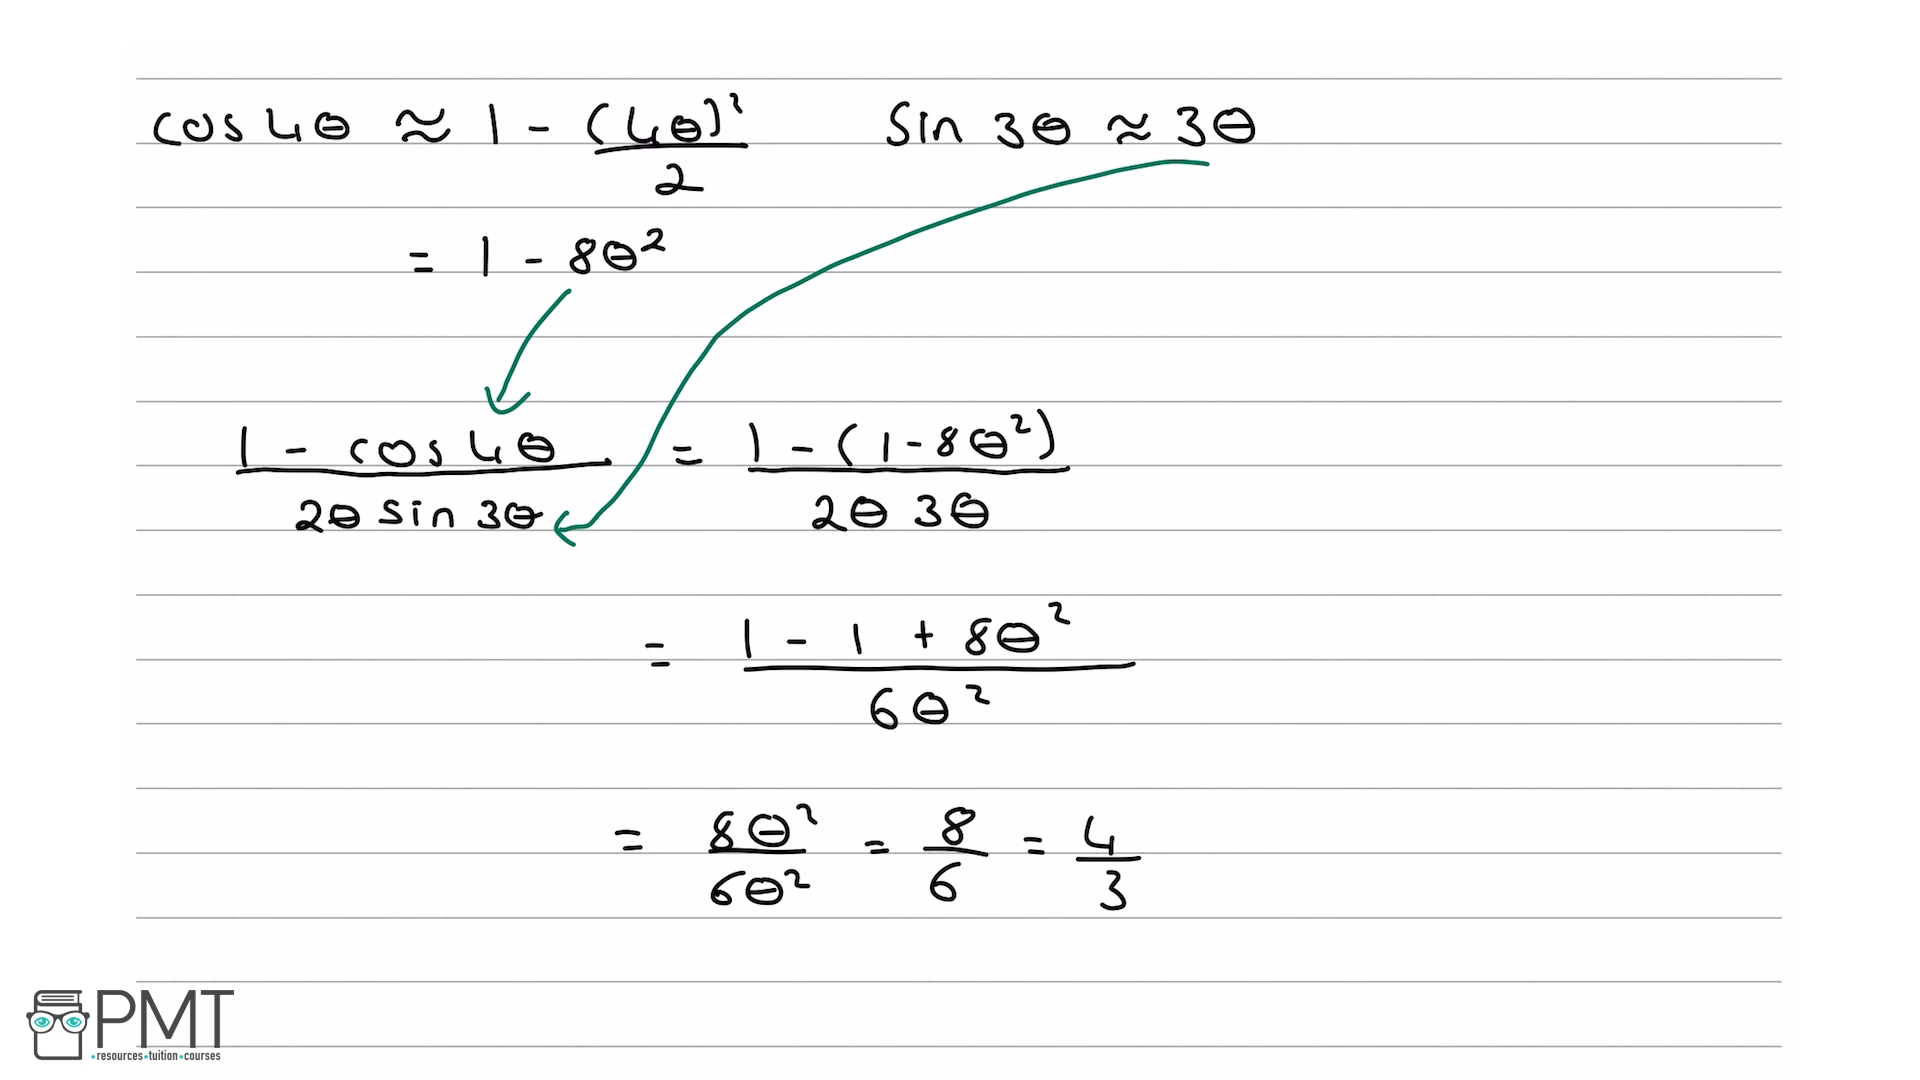 cos 4θ ≈ 1 - (4θ)²/2    sin 3θ ≈ 3θ
= 1 - 8θ²
(1 - cos 4θ)/(2θ sin 3θ) = (1 - (1 - 8θ²))/(2θ 3θ)
= (1 - 1 + 8θ²)/(6θ²)
= 8θ²/6θ² = 8/6 = 4/3
PMT
•resources•tuition•courses